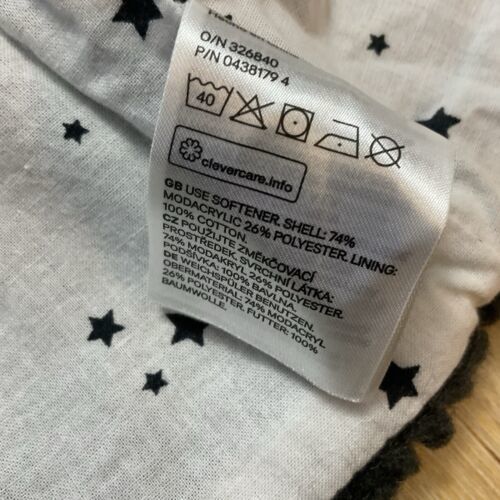 O/N 326840
P/N 0438179 4
40
clevercare.info
GB USE SOFTENER. SHELL: 74%
MODACRYLIC 26% POLYESTER. LINING:
100% COTTON.
CZ POUŽIJTE ZMĚKČOVACÍ
PROSTŘEDEK. SVRCHNÍ LÁTKA:
74% MODAKRYL 26% POLYESTER.
PODŠÍVKA: 100% BAVLNA.
DE WEICHSPÜLER BENUTZEN.
OBERMATERIAL: 74% MODACRYL
26% POLYESTER, FUTTER: 100%
BAUMWOLLE.